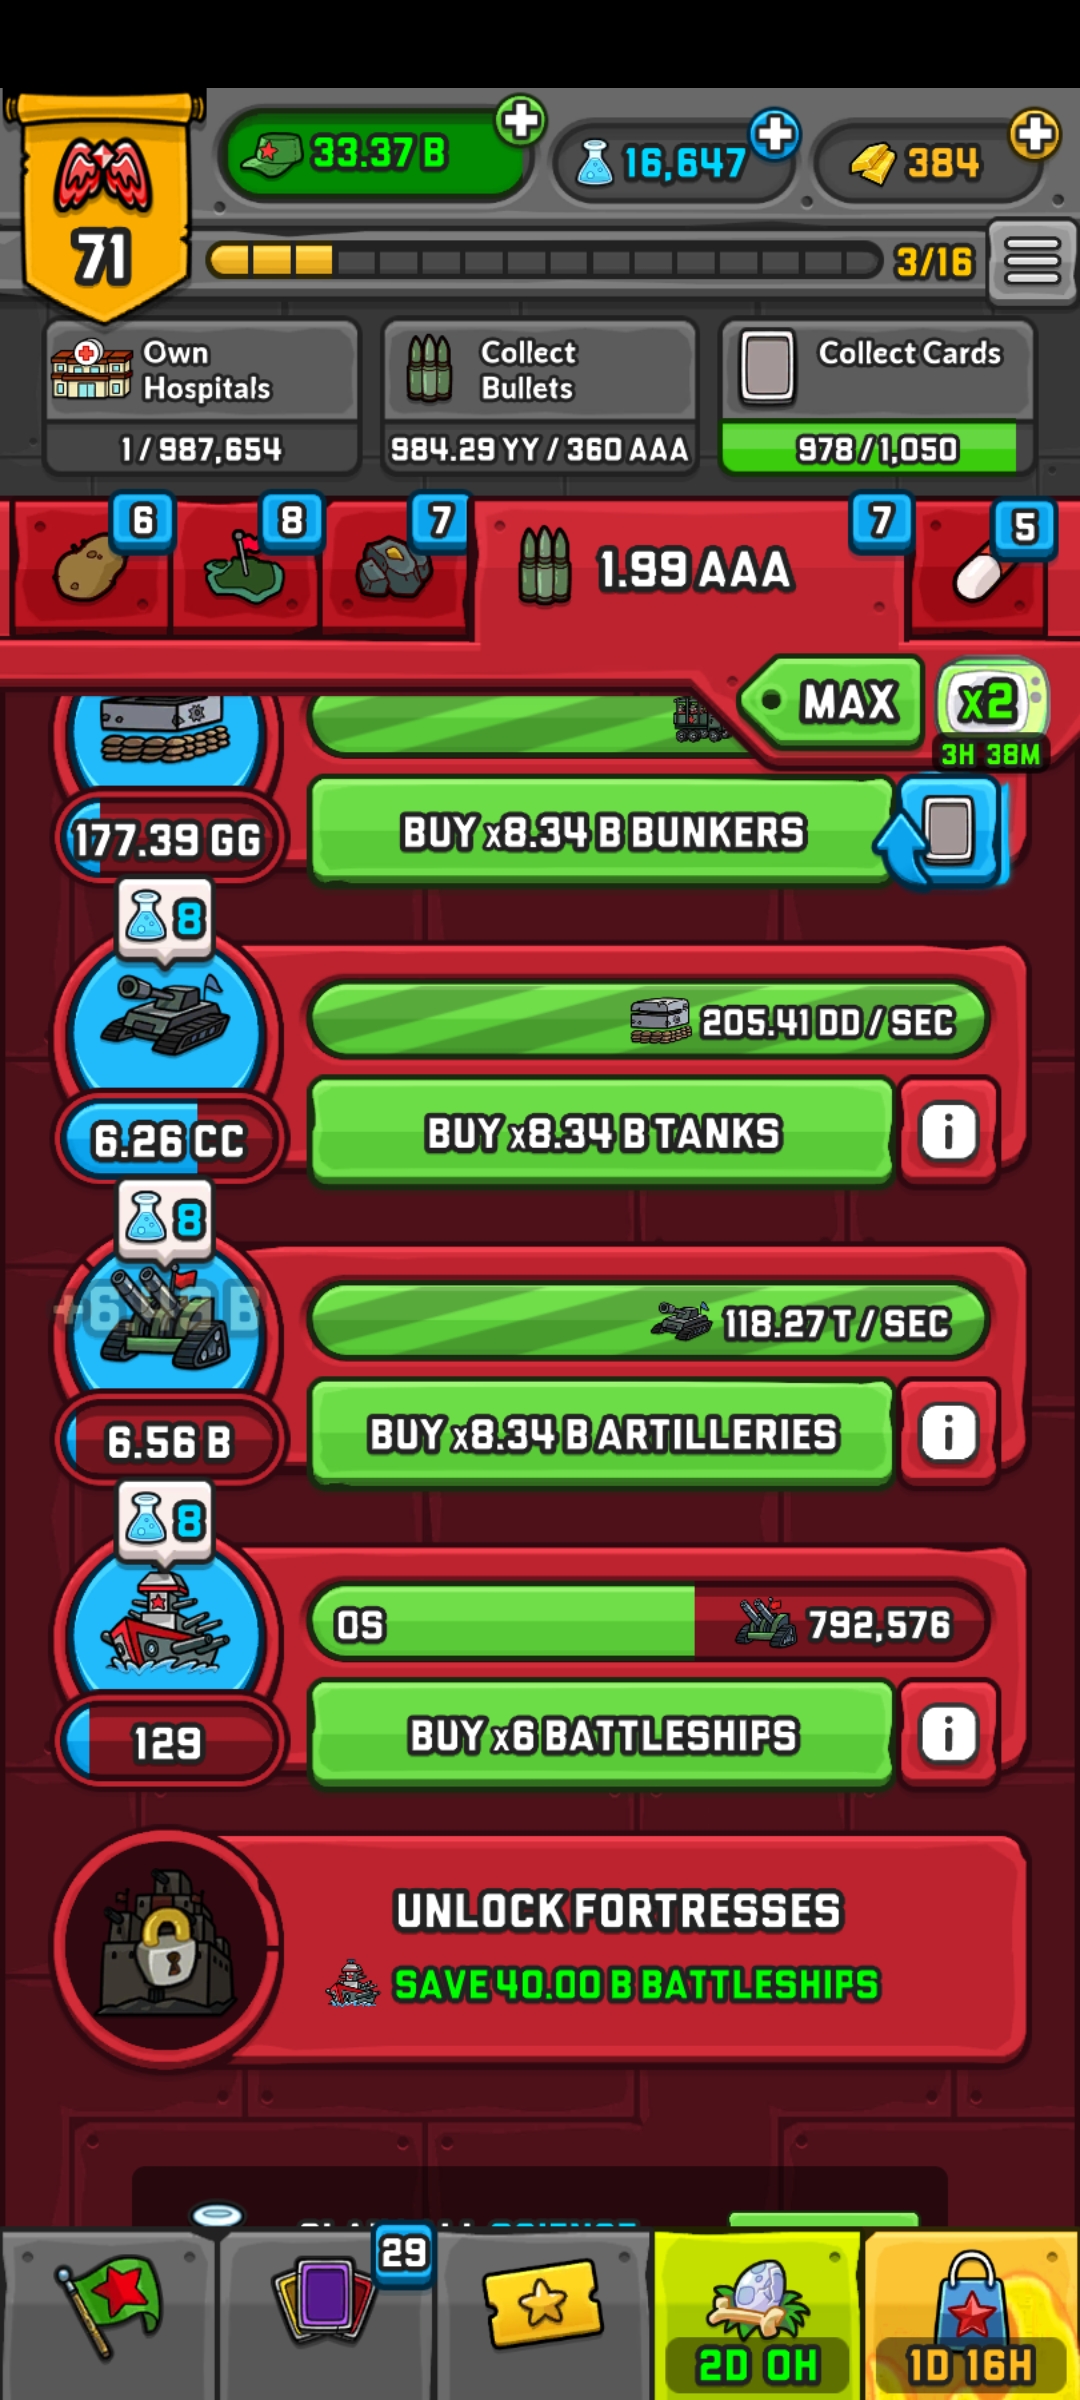 33.37 B
16,647
384
71
3/16
Own
Hospitals
1/987,654
Collect
Bullets
984.29 YY/360 AAA
Collect Cards
978/1,050
6
8
7
1.99 AAA
7
5
MAX
x2
3H 38M
177.39 GG
BUY x8.34 B BUNKERS
8
205.41 DD/SEC
6.26 CC
BUY x8.34 B TANKS
8
118.27 T/SEC
6.56 B
BUY x8.34 B ARTILLERIES
8
0S
792,576
129
BUY x6 BATTLESHIPS
UNLOCK FORTRESSES
SAVE 40.00 B BATTLESHIPS
29
2D 0H
1D 16H